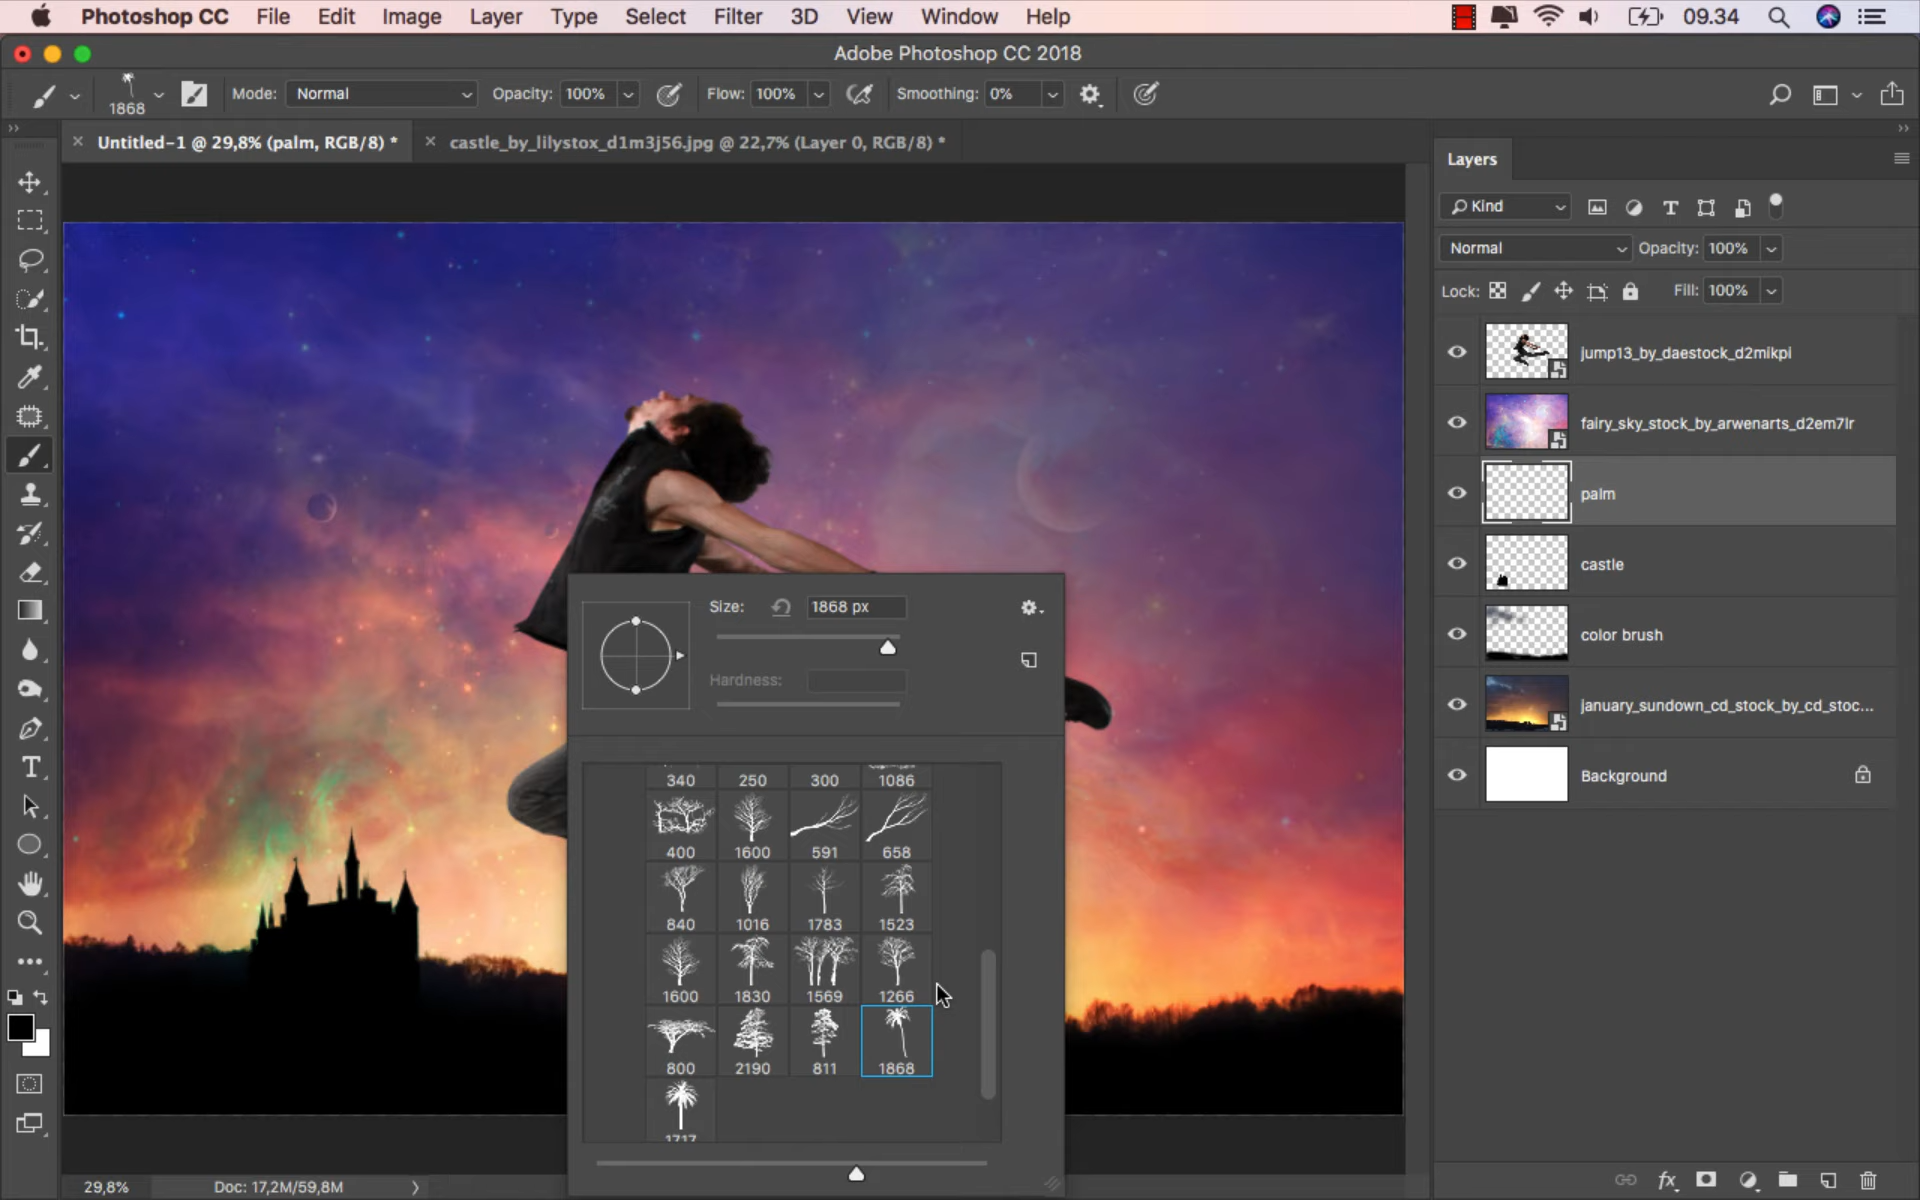 Photoshop CC File Edit Image Layer Type Select Filter 3D View Window Help 09.34
Adobe Photoshop CC 2018
1868 Mode: Normal Opacity: 100% Flow: 100% Smoothing: 0%
Untitled-1 @ 29,8% (palm, RGB/8) * castle_by_lilystox_d1m3j56.jpg @ 22,7% (Layer 0, RGB/8) *
Layers
Kind
Normal Opacity: 100%
Lock: Fill: 100%
jump13_by_daestock_d2mikpi
fairy_sky_stock_by_arwenarts_d2em7lr
palm
castle
color brush
january_sundown_cd_stock_by_cd_stoc...
Background
Size: 1868 px
Hardness:
340 250 300 1086
400 1600 591 658
840 1016 1783 1523
1600 1830 1569 1266
800 2190 811 1868
1717
29,8% Doc: 17,2M/59,8M